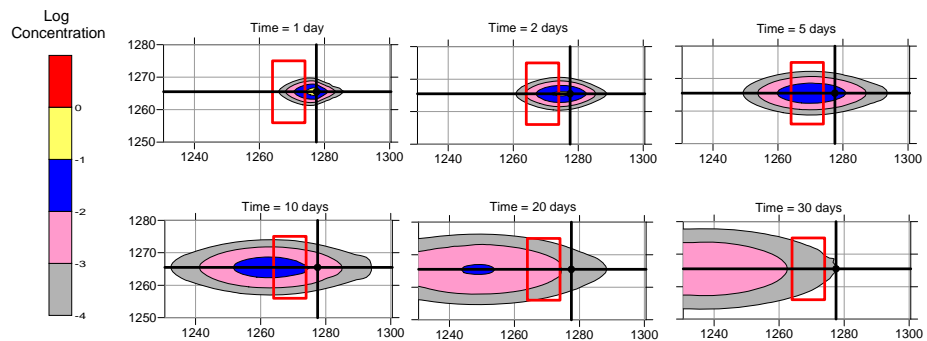 Log
Concentration
0
-1
-2
-3
-4
Time = 1 day
1280
1270
1260
1250
1240 1260 1280 1300
Time = 2 days
1240 1260 1280 1300
Time = 5 days
1240 1260 1280 1300
Time = 10 days
1280
1270
1260
1250
1240 1260 1280 1300
Time = 20 days
1240 1260 1280 1300
Time = 30 days
1240 1260 1280 1300